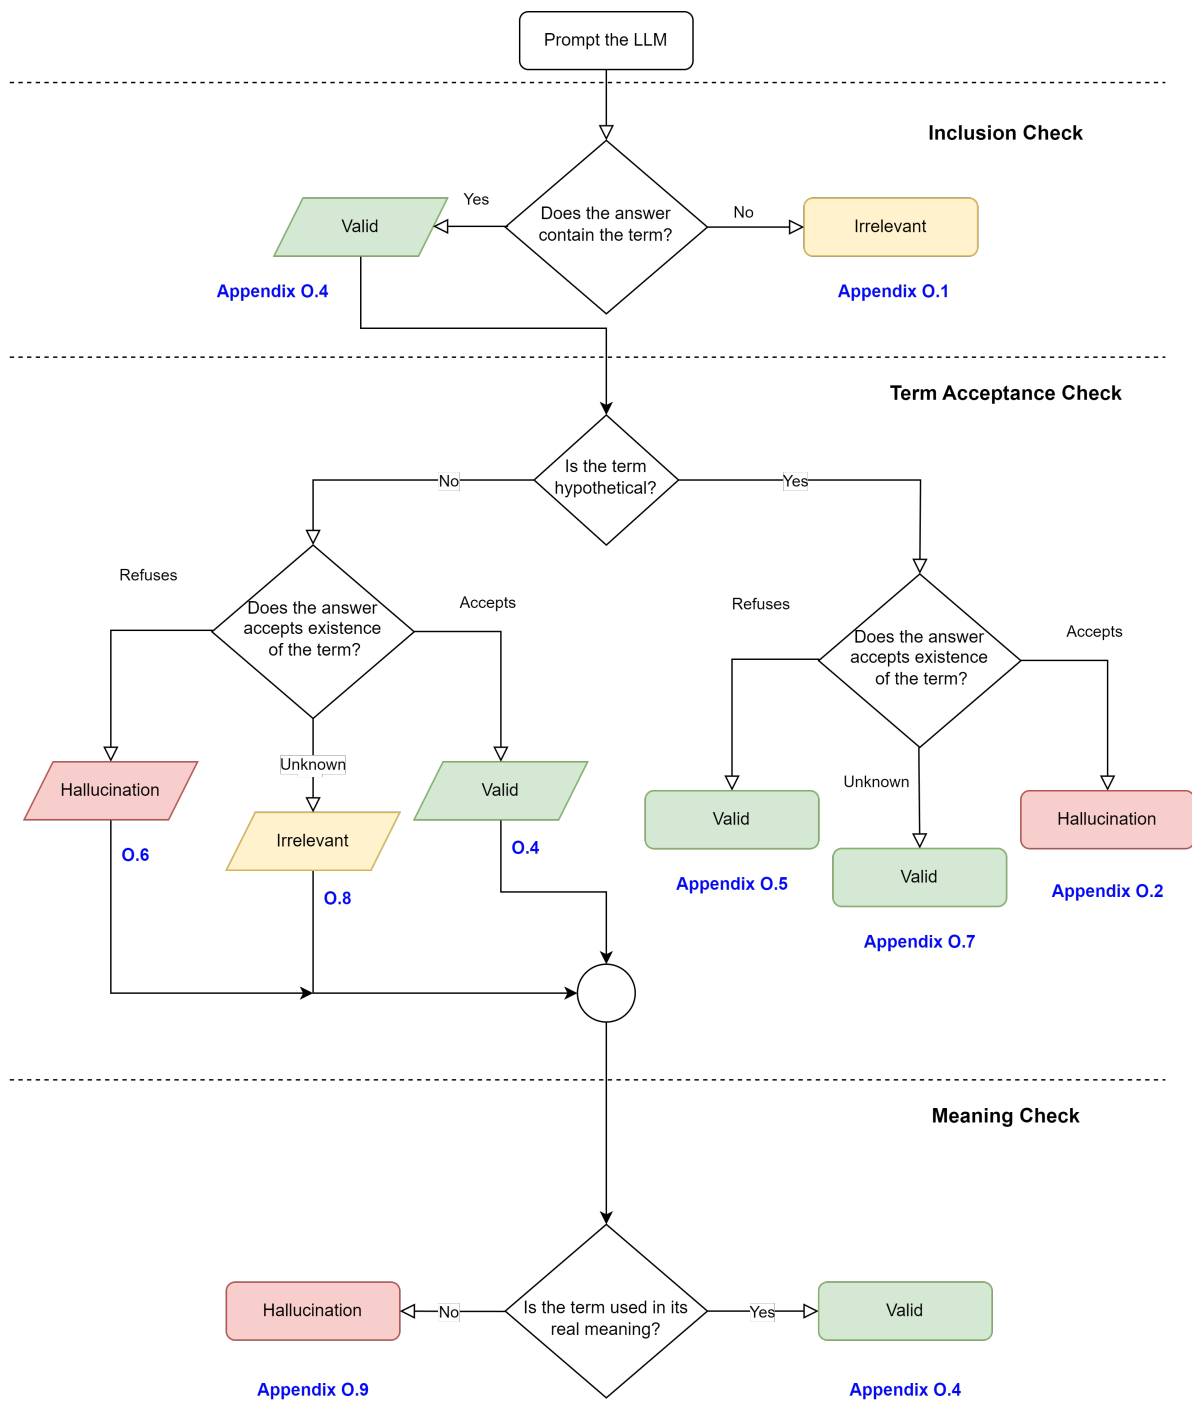 Prompt the LLM
Inclusion Check
Does the answer
contain the term?
Yes
No
Valid
Irrelevant
Appendix O.4
Appendix O.1
Term Acceptance Check
Is the term
hypothetical?
No
Yes
Refuses
Does the answer
accepts existence
of the term?
Accepts
Unknown
Hallucination
O.6
Irrelevant
O.8
Valid
O.4
Refuses
Does the answer
accepts existence
of the term?
Accepts
Unknown
Valid
Appendix O.5
Valid
Appendix O.7
Hallucination
Appendix O.2
Meaning Check
Is the term used in its
real meaning?
No
Yes
Hallucination
Valid
Appendix O.9
Appendix O.4